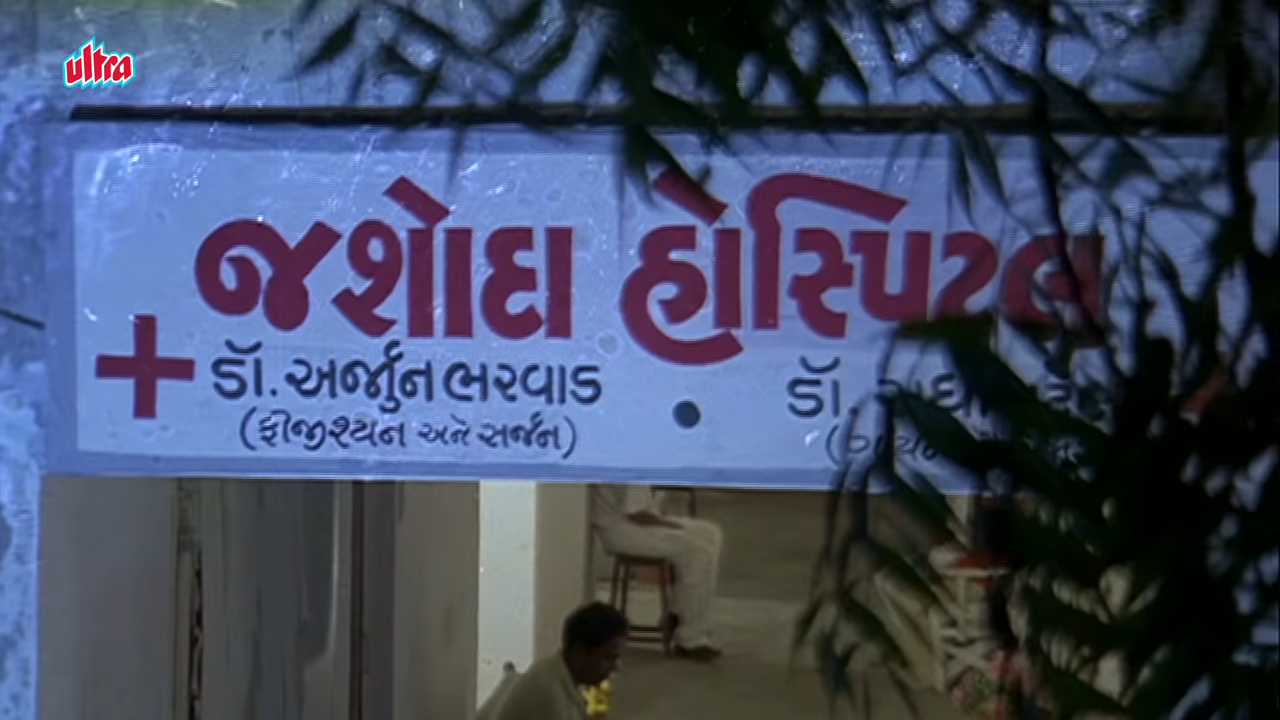 ultra
જશોદા હોસ્પિટલ
ડૉ. અર્જુન ભરવાડ ડૉ.
(ફીજીશ્યન અને સર્જન)